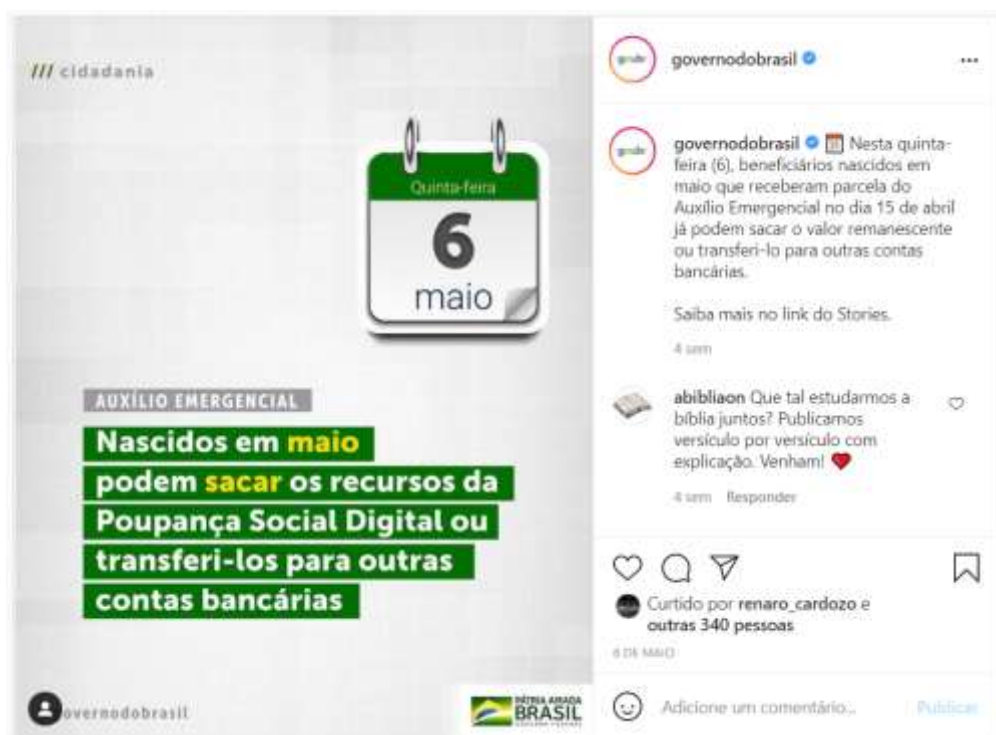 /// cidadania
Quinta-feira
6
maio
AUXÍLIO EMERGENCIAL
Nascidos em maio
podem sacar os recursos da
Poupança Social Digital ou
transferi-los para outras
contas bancárias
overnodobrasil
PÁTRIA AMADA
BRASIL
governodobrasil
governodobrasil Nesta quinta-
feira (6), beneficiários nascidos em
maio que receberam parcela do
Auxílio Emergencial no dia 15 de abril
já podem sacar o valor remanescente
ou transferi-lo para outras contas
bancárias.
Saiba mais no link do Stories.
4 sem
abibliaon Que tal estudarmos a
bíblia juntos? Publicamos
versículo por versículo com
explicação. Venham! ❤
4 sem Responder
Curtido por renaro_cardozo e
outras 340 pessoas
6 DE MAIO
Adicione um comentário... Publicar